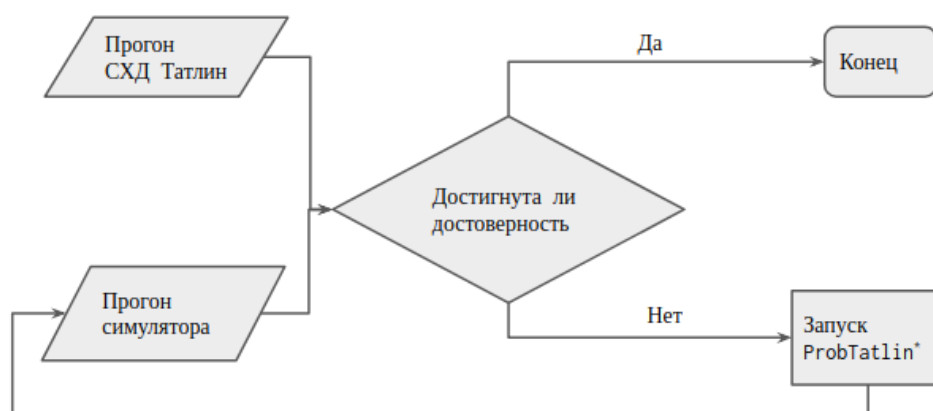 Прогон
СХД Татлин
Да
Конец
Достигнута ли
достоверность
Прогон
симулятора
Нет
Запуск
ProbTatlin*